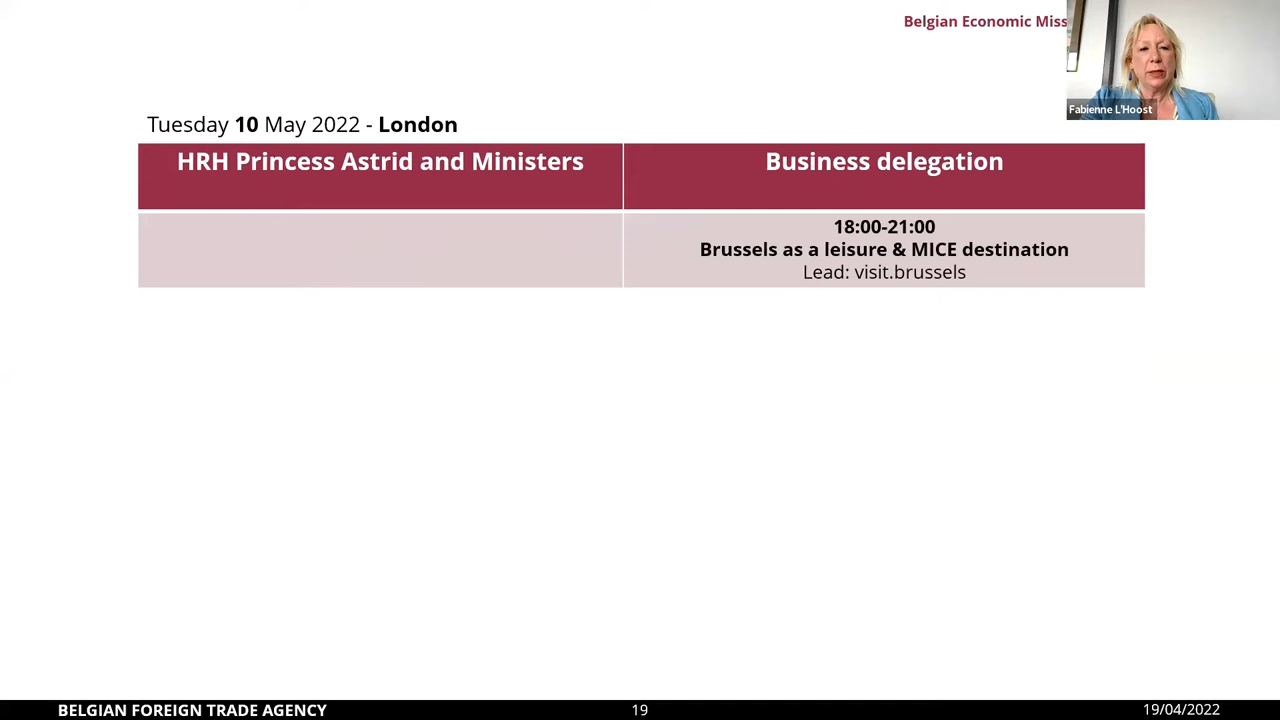 Belgian Economic Miss
Fabienne L'Hoost
Tuesday 10 May 2022 - London
HRH Princess Astrid and Ministers
Business delegation
18:00-21:00
Brussels as a leisure & MICE destination
Lead: visit.brussels
BELGIAN FOREIGN TRADE AGENCY
19
19/04/2022